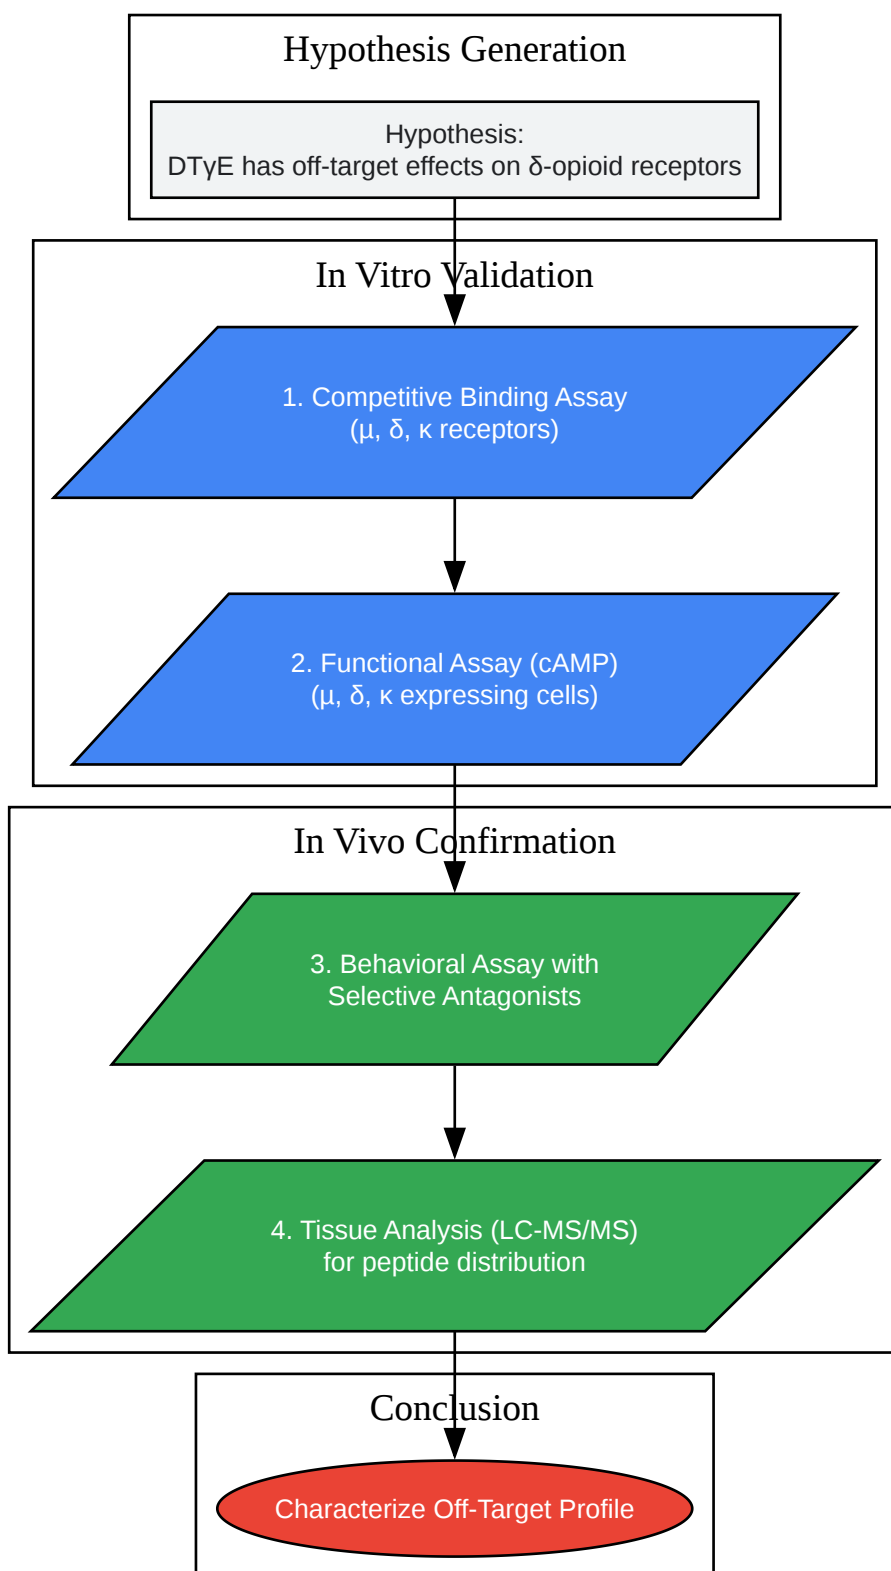 Hypothesis Generation
Hypothesis:
DTγE has off-target effects on δ-opioid receptors
In Vitro Validation
1. Competitive Binding Assay
(μ, δ, κ receptors)
2. Functional Assay (cAMP)
(μ, δ, κ expressing cells)
In Vivo Confirmation
3. Behavioral Assay with
Selective Antagonists
4. Tissue Analysis (LC-MS/MS)
for peptide distribution
Conclusion
Characterize Off-Target Profile